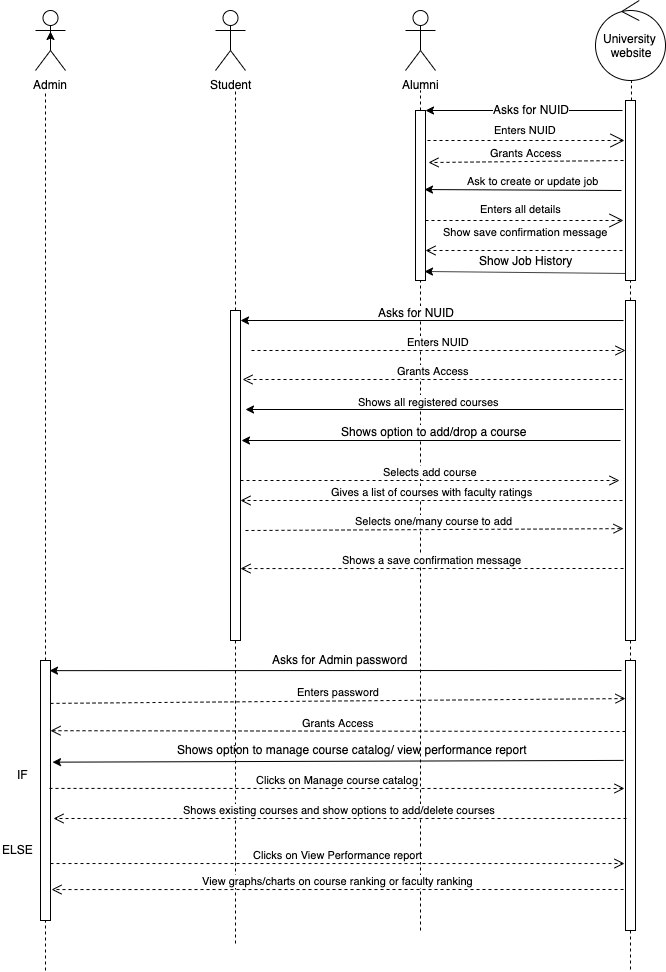 University
website
Admin
Student
Alumni
Asks for NUID
Enters NUID
Grants Access
Ask to create or update job
Enters all details
Show save confirmation message
Show Job History
Asks for NUID
Enters NUID
Grants Access
Shows all registered courses
Shows option to add/drop a course
Selects add course
Gives a list of courses with faculty ratings
Selects one/many course to add
Shows a save confirmation message
Asks for Admin password
Enters password
Grants Access
Shows option to manage course catalog/ view performance report
IF
Clicks on Manage course catalog
Shows existing courses and show options to add/delete courses
ELSE
Clicks on View Performance report
View graphs/charts on course ranking or faculty ranking